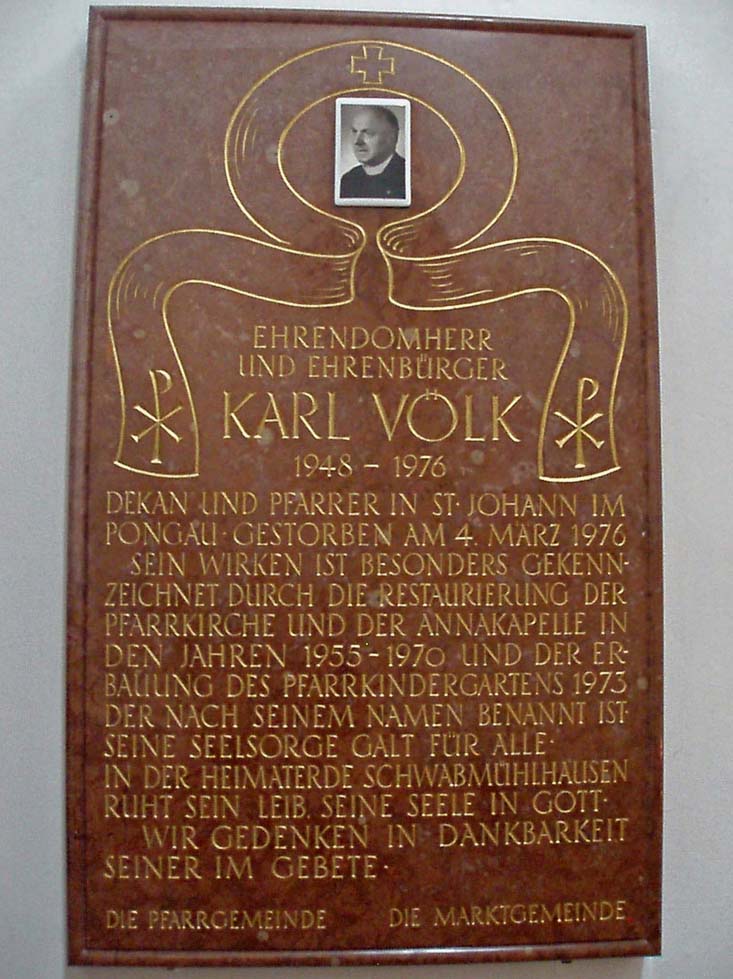 EHRENDOMHERR
UND EHRENBÜRGER
KARL VÖLK
1948 – 1976
DEKAN UND PFARRER IN ST· JOHANN IM
PONGAU · GESTORBEN AM 4. MÄRZ 1976
SEIN WIRKEN IST BESONDERS GEKENN-
ZEICHNET DURCH DIE RESTAURIERUNG DER
PFARRKIRCHE UND DER ANNAKAPELLE IN
DEN JAHREN 1955 - 1970 UND DER ER-
BAUUNG DES PFARRKINDERGARTENS 1973
DER NACH SEINEM NAMEN BENANNT IST·
SEINE SEELSORGE GALT FÜR ALLE·
IN DER HEIMATERDE SCHWABMÜHLHAUSEN
RUHT SEIN LEIB, SEINE SEELE IN GOTT·
WIR GEDENKEN IN DANKBARKEIT
SEINER IM GEBETE ·
DIE PFARRGEMEINDE DIE MARKTGEMEINDE